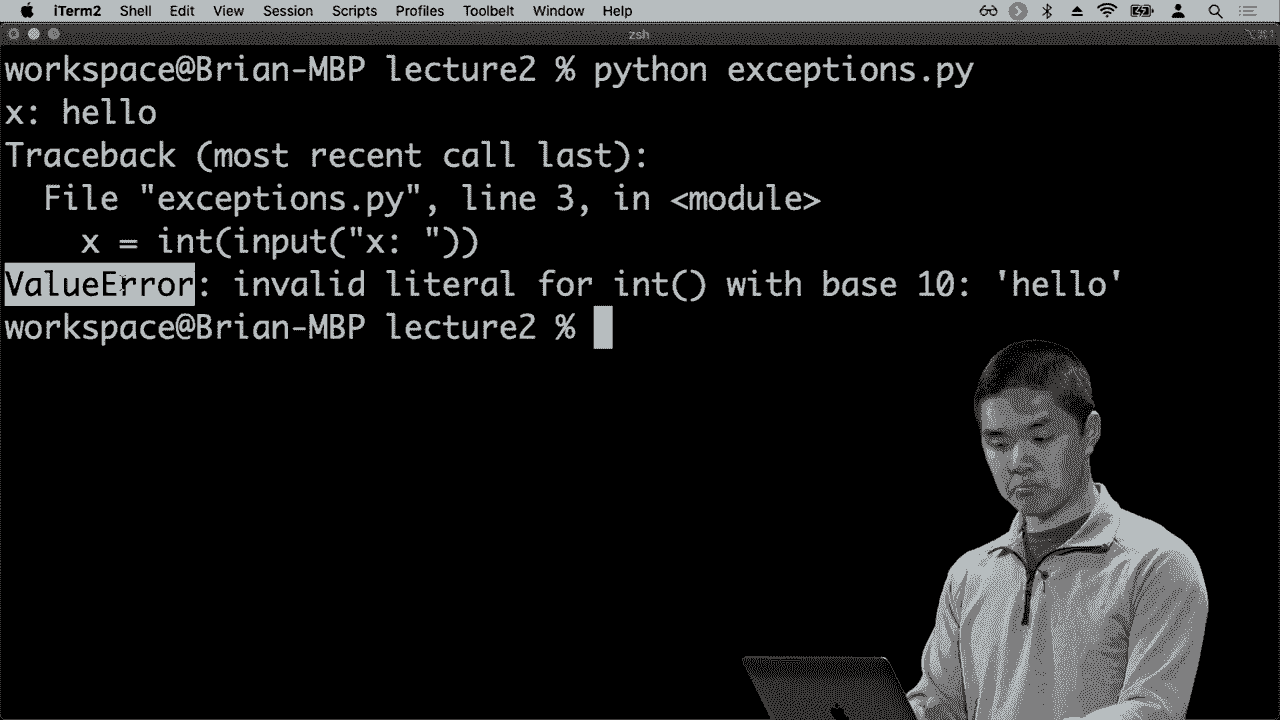 iTerm2 Shell Edit View Session Scripts Profiles Toolbelt Window Help
zsh
workspace@Brian-MBP lecture2 % python exceptions.py
x: hello
Traceback (most recent call last):
  File "exceptions.py", line 3, in <module>
    x = int(input("x: "))
ValueError: invalid literal for int() with base 10: 'hello'
workspace@Brian-MBP lecture2 %